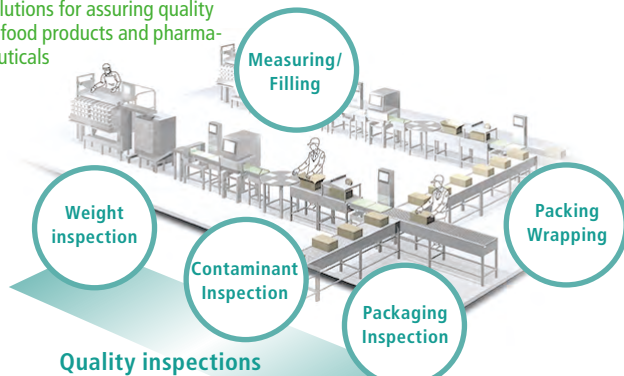 lutions for assuring quality
food products and pharma-
uticals
Measuring/
Filling
Weight
inspection
Contaminant
Inspection
Packing
Wrapping
Packaging
Inspection
Quality inspections